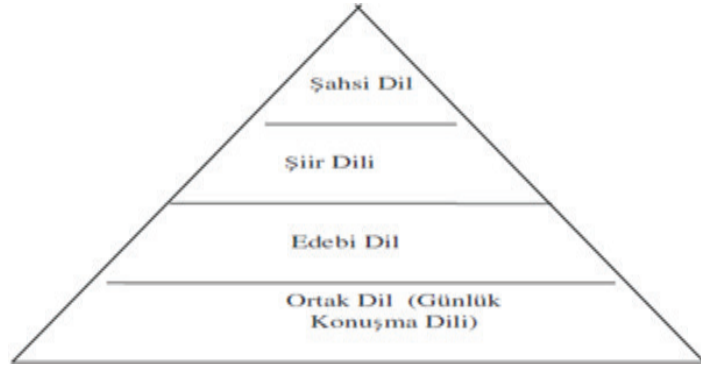 Şahsi Dil
Şiir Dili
Edebi Dil
Ortak Dil (Günlük
Konuşma Dili)